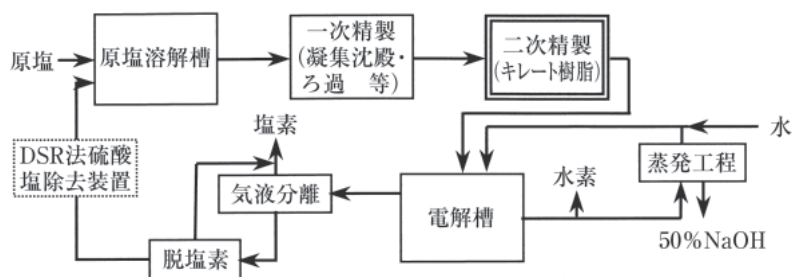 原塩
原塩溶解槽
一次精製
(凝集沈殿・
ろ過 等)
二次精製
(キレート樹脂)
塩素
水
DSR法硫酸
塩除去装置
気液分離
水素
蒸発工程
電解槽
脱塩素
50%NaOH